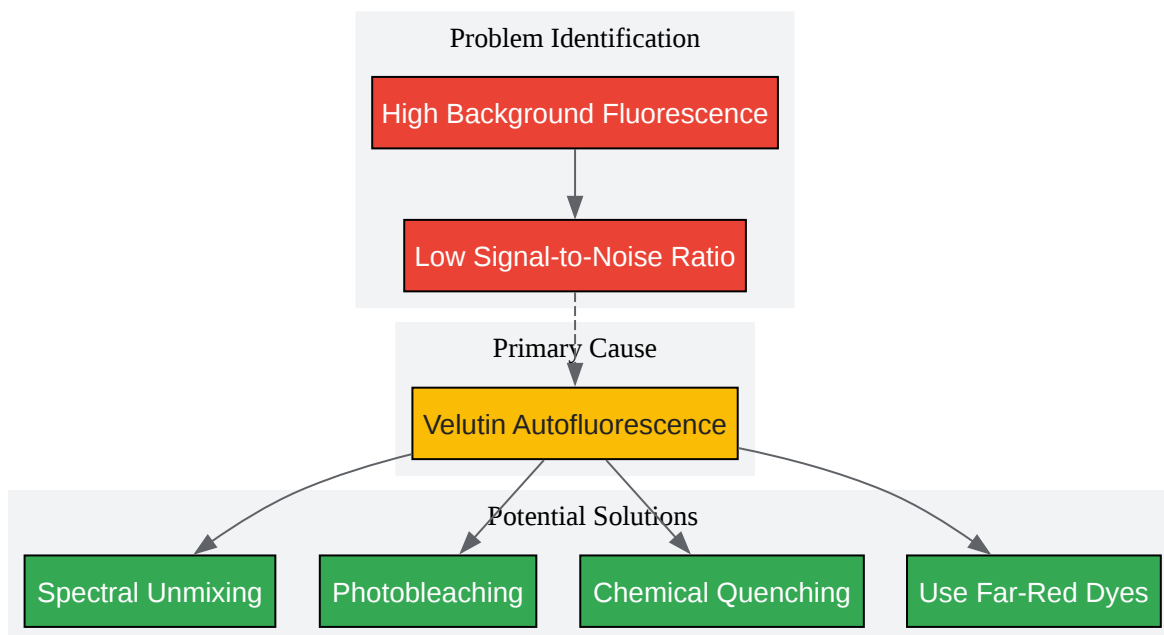 Problem Identification
High Background Fluorescence
Low Signal-to-Noise Ratio
Primary Cause
Velutin Autofluorescence
Potential Solutions
Spectral Unmixing
Photobleaching
Chemical Quenching
Use Far-Red Dyes